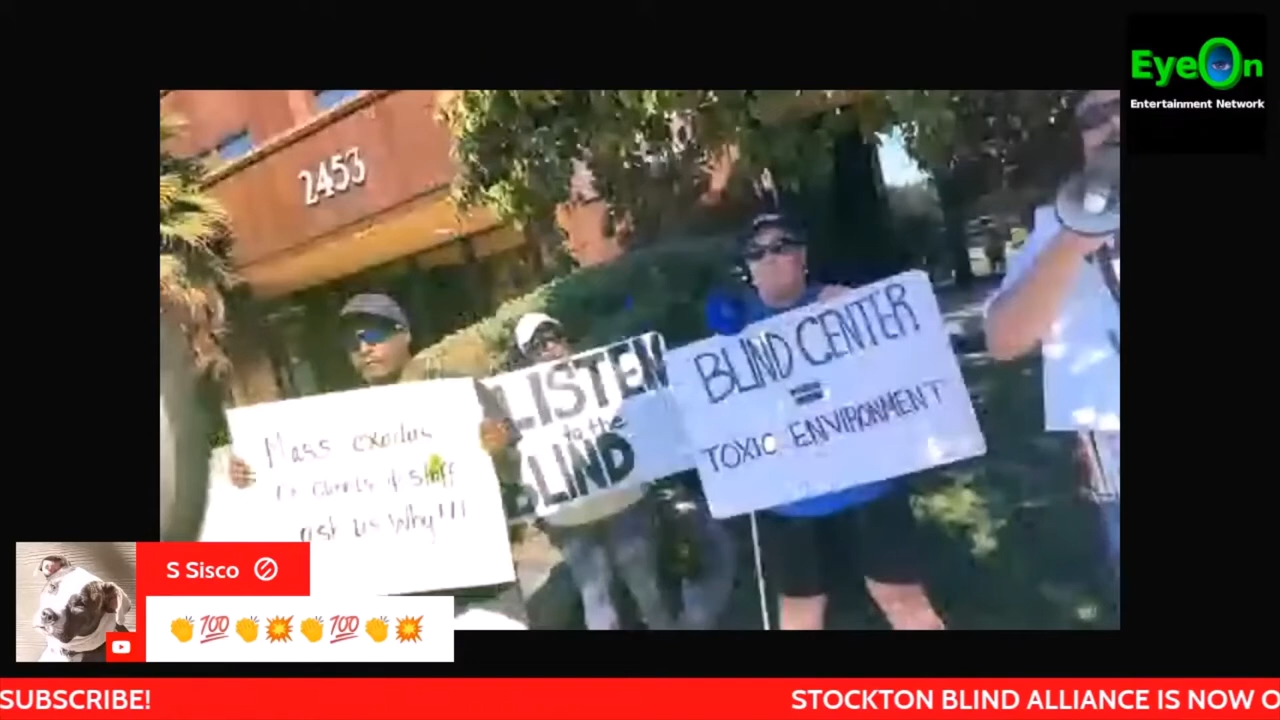 EyeOn
Entertainment Network
2453
Mass exodus
of clients & staff
ask us why!!!
LISTEN
to the
BLIND
BLIND CENTER
=
TOXIC ENVIRONMENT
S Sisco
👏💯👏💥👏💯👏💥
SUBSCRIBE!
STOCKTON BLIND ALLIANCE IS NOW O